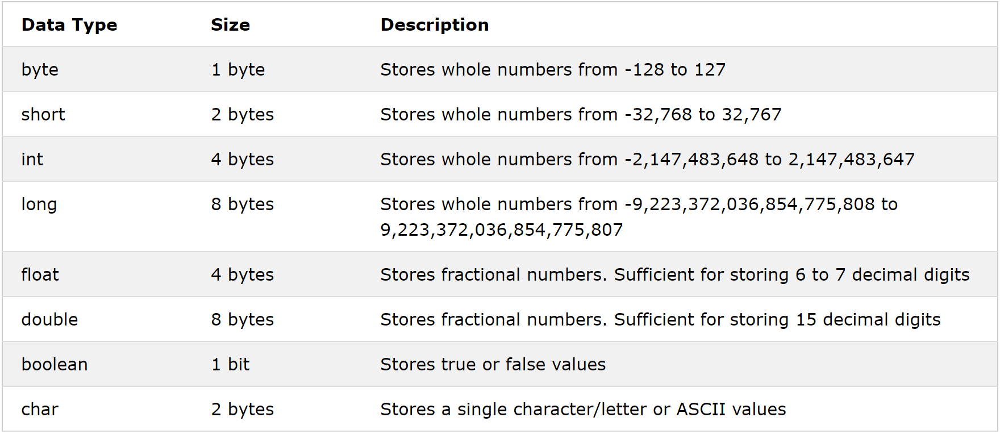 Data Type Size Description
byte 1 byte Stores whole numbers from -128 to 127
short 2 bytes Stores whole numbers from -32,768 to 32,767
int 4 bytes Stores whole numbers from -2,147,483,648 to 2,147,483,647
long 8 bytes Stores whole numbers from -9,223,372,036,854,775,808 to
9,223,372,036,854,775,807
float 4 bytes Stores fractional numbers. Sufficient for storing 6 to 7 decimal digits
double 8 bytes Stores fractional numbers. Sufficient for storing 15 decimal digits
boolean 1 bit Stores true or false values
char 2 bytes Stores a single character/letter or ASCII values